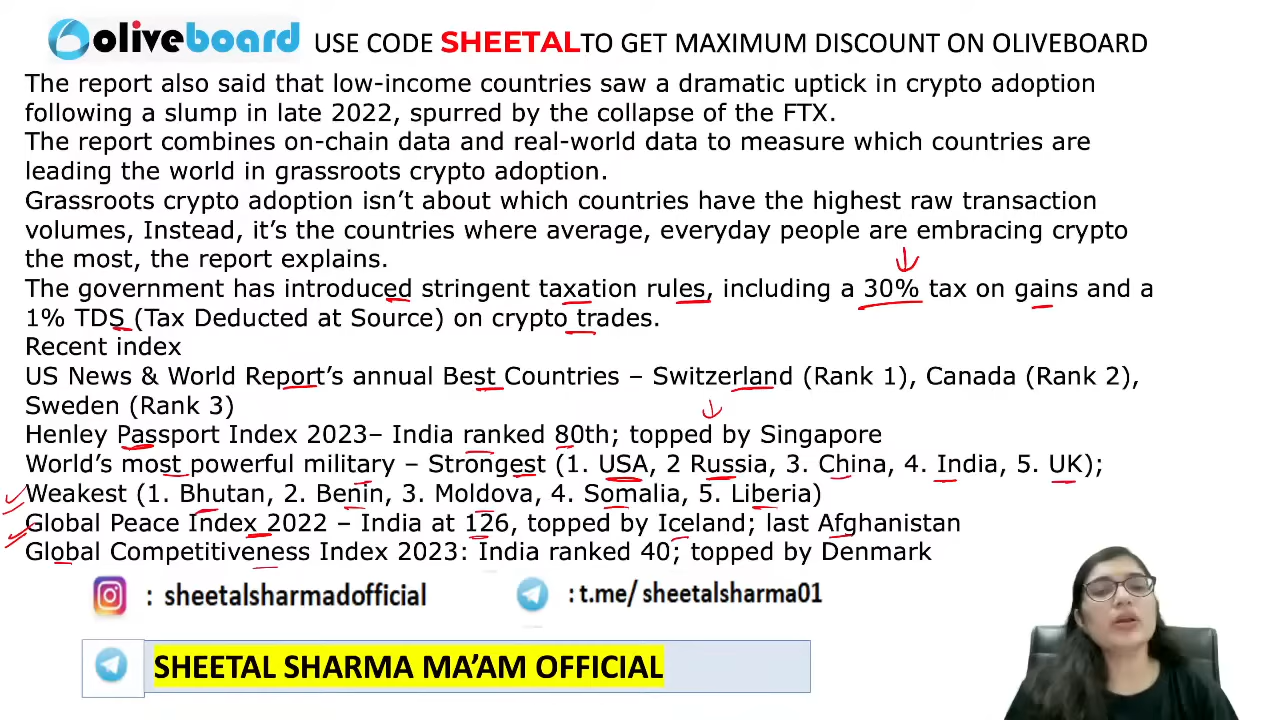 oliveboard USE CODE SHEETAL TO GET MAXIMUM DISCOUNT ON OLIVEBOARD
The report also said that low-income countries saw a dramatic uptick in crypto adoption
following a slump in late 2022, spurred by the collapse of the FTX.
The report combines on-chain data and real-world data to measure which countries are
leading the world in grassroots crypto adoption.
Grassroots crypto adoption isn't about which countries have the highest raw transaction
volumes, Instead, it's the countries where average, everyday people are embracing crypto
the most, the report explains.
The government has introduced stringent taxation rules, including a 30% tax on gains and a
1% TDS (Tax Deducted at Source) on crypto trades.
Recent index
US News & World Report's annual Best Countries – Switzerland (Rank 1), Canada (Rank 2),
Sweden (Rank 3)
Henley Passport Index 2023– India ranked 80th; topped by Singapore
World's most powerful military – Strongest (1. USA, 2 Russia, 3. China, 4. India, 5. UK);
Weakest (1. Bhutan, 2. Benin, 3. Moldova, 4. Somalia, 5. Liberia)
Global Peace Index 2022 – India at 126, topped by Iceland; last Afghanistan
Global Competitiveness Index 2023: India ranked 40; topped by Denmark
: sheetalsharmadofficial
: t.me/ sheetalsharma01
SHEETAL SHARMA MA'AM OFFICIAL